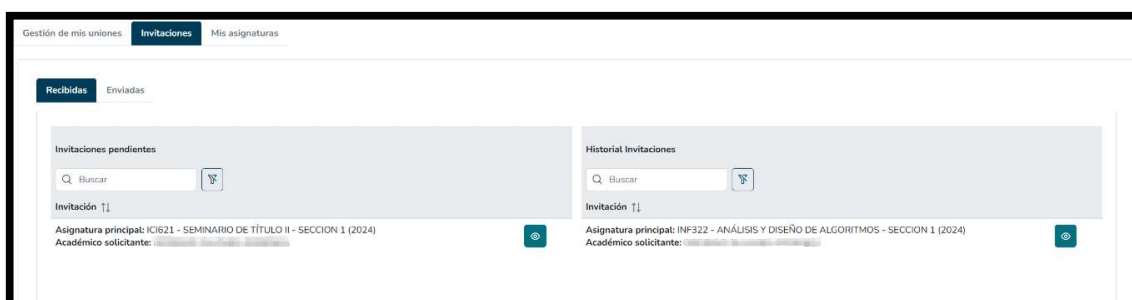 Gestión de mis uniones Invitaciones Mis asignaturas
Recibidas Enviadas
Invitaciones pendientes
Buscar
Invitación
Asignatura principal: ICI621 - SEMINARIO DE TÍTULO II - SECCION 1 (2024)
Académico solicitante:
Historial Invitaciones
Buscar
Invitación
Asignatura principal: INF322 - ANÁLISIS Y DISEÑO DE ALGORITMOS - SECCION 1 (2024)
Académico solicitante: